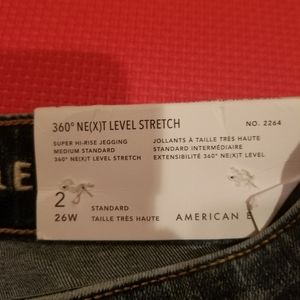 360° NE(X)T LEVEL STRETCH
NO. 2264
SUPER HI-RISE JEGGING
MEDIUM STANDARD
360° NE(X)T LEVEL STRETCH
JOLLANTS À TAILLE TRÈS HAUTE
STANDARD INTERMÉDIAIRE
EXTENSIBILITÉ 360° NE(X)T LEVEL
LE
2
26W
STANDARD
TAILLE TRÈS HAUTE
AMERICAN E